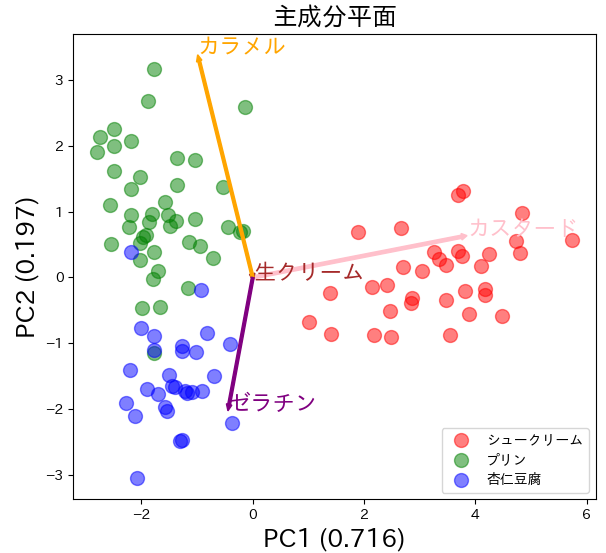 主成分平面
カラメル
カスタード
生クリーム
ゼラチン
PC2 (0.197)
3
2
1
0
−1
−2
−3
−2
0
2
4
6
PC1 (0.716)
シュークリーム
プリン
杏仁豆腐